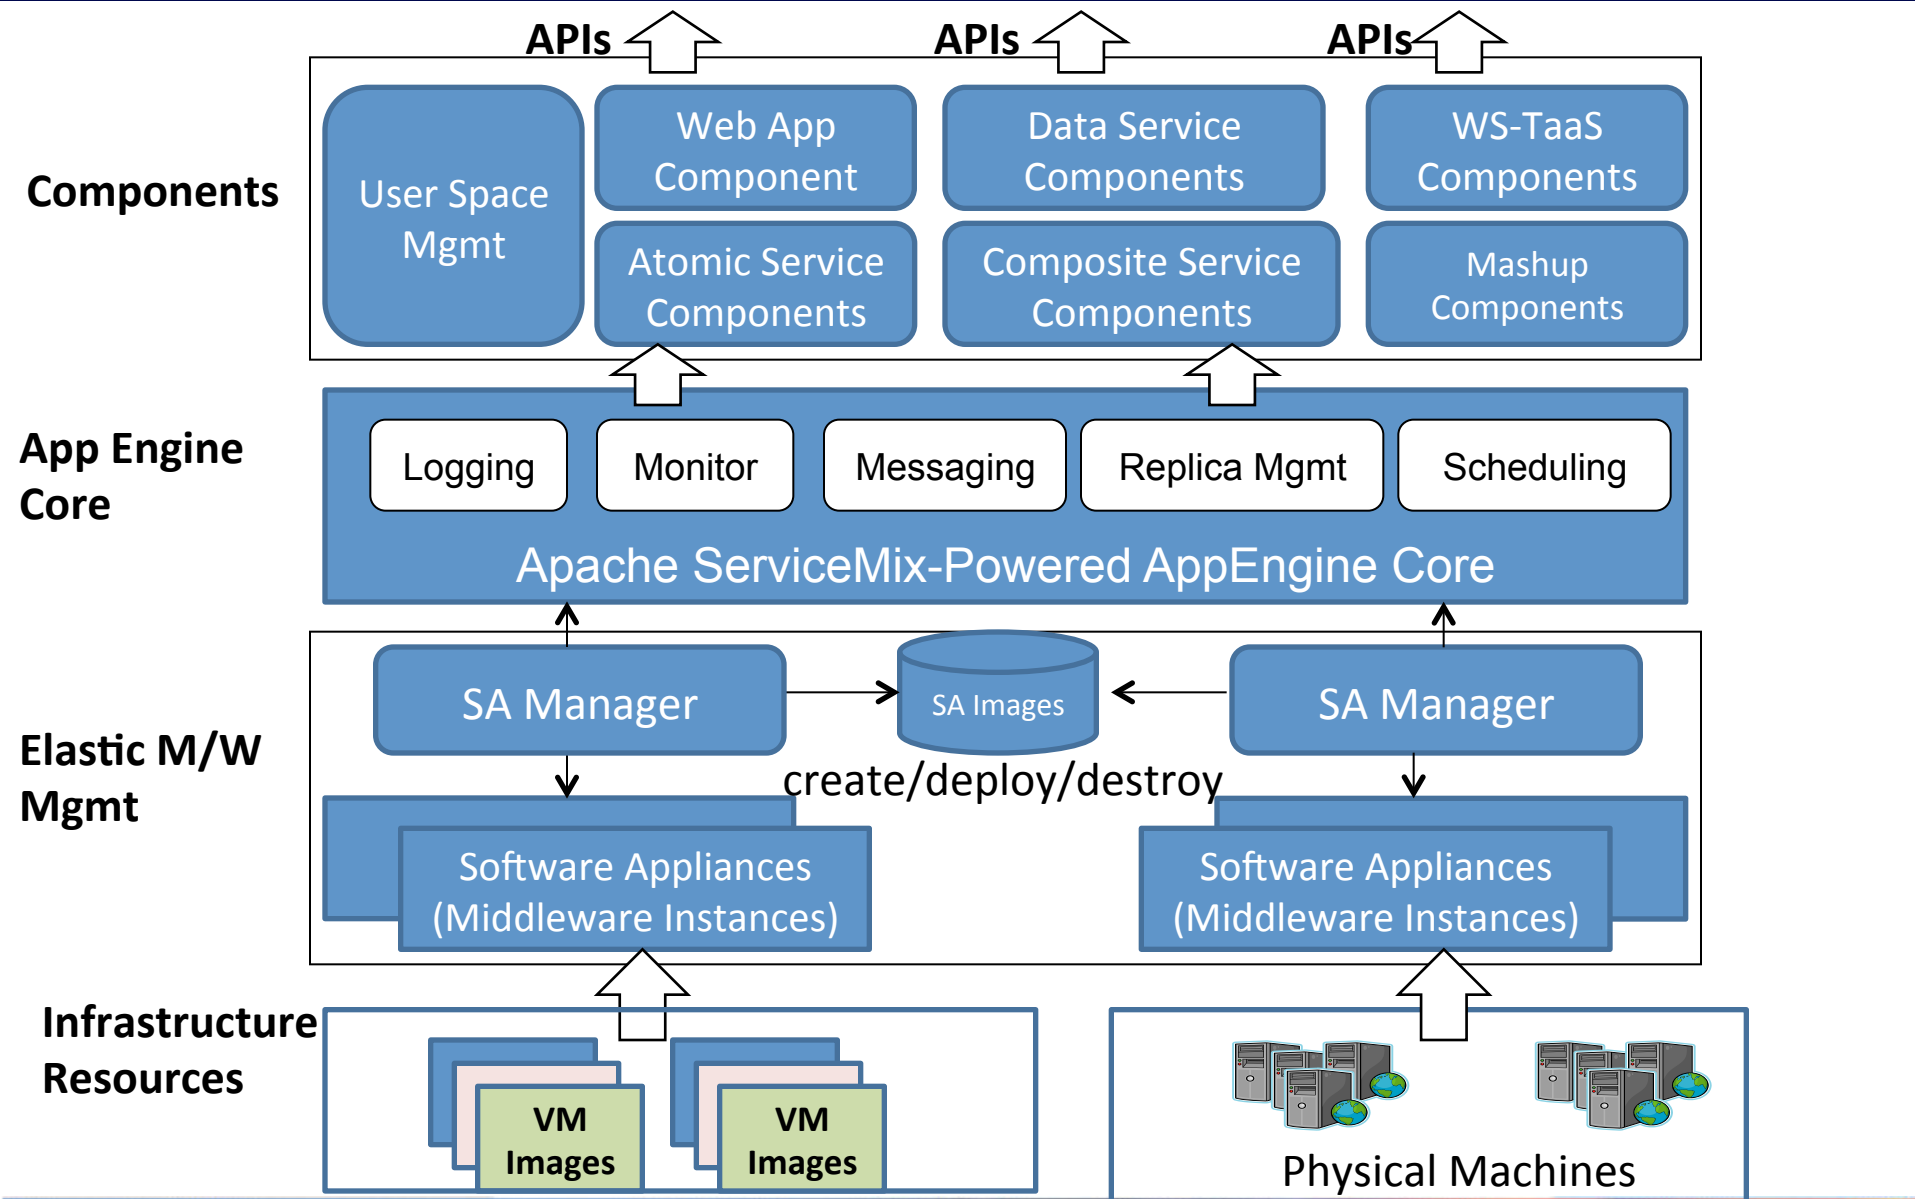 APIs
APIs
APIs
Components
User Space
Mgmt
Web App
Component
Data Service
Components
WS-TaaS
Components
Atomic Service
Components
Composite Service
Components
Mashup
Components
App Engine
Core
Logging
Monitor
Messaging
Replica Mgmt
Scheduling
Apache ServiceMix-Powered AppEngine Core
Elastic M/W
Mgmt
SA Manager
SA Images
SA Manager
create/deploy/destroy
Software Appliances
(Middleware Instances)
Software Appliances
(Middleware Instances)
Infrastructure
Resources
VM
Images
VM
Images
Physical Machines